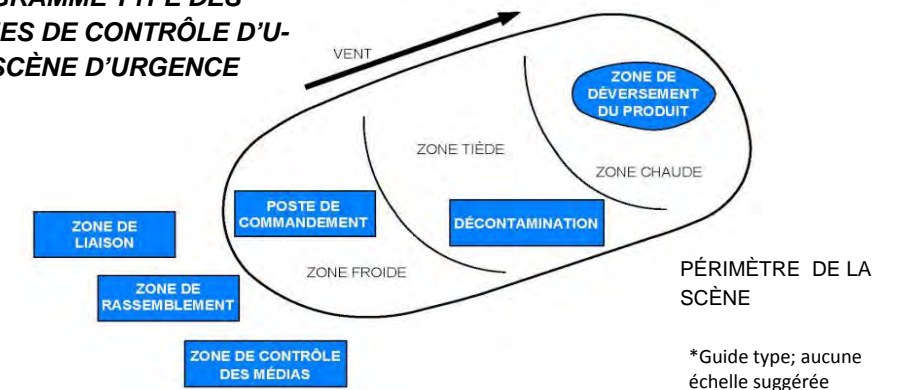 GRAMME TYPE DES
ES DE CONTRÔLE D'U-
SCÈNE D'URGENCE
VENT
ZONE DE
DÉVERSEMENT
DU PRODUIT
ZONE TIÈDE
ZONE CHAUDE
POSTE DE
COMMANDEMENT
DÉCONTAMINATION
ZONE DE
LIAISON
ZONE FROIDE
PÉRIMÈTRE DE LA
SCÈNE
ZONE DE
RASSEMBLEMENT
ZONE DE CONTRÔLE
DES MÉDIAS
*Guide type; aucune
échelle suggérée